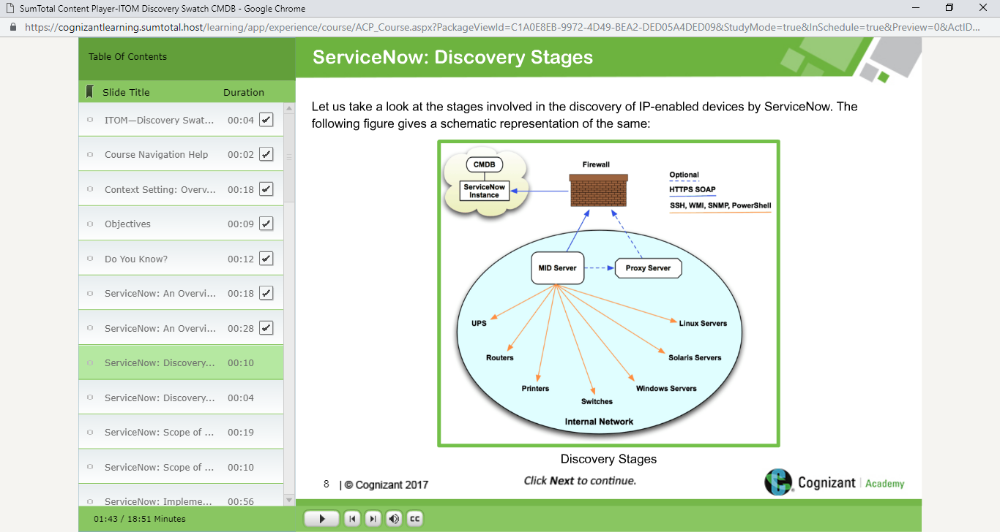 SumTotal Content Player-ITOM Discovery Swatch CMDB - Google Chrome
https://cognizantlearning.sumtotal.host/learning/app/experience/course/ACP_Course.aspx?PackageViewId=C1A0E8EB-9972-4D49-BEA2-DED05A4DED09&StudyMode=true&InSchedule=true&Preview=0&ActID...
Table Of Contents
Slide Title Duration
ITOM—Discovery Swat... 00:04
Course Navigation Help 00:02
Context Setting: Overv... 00:18
Objectives 00:09
Do You Know? 00:12
ServiceNow: An Overvi... 00:18
ServiceNow: An Overvi... 00:28
ServiceNow: Discovery... 00:10
ServiceNow: Discovery... 00:04
ServiceNow: Scope of ... 00:19
ServiceNow: Scope of ... 00:10
ServiceNow: Impleme... 00:56
01:43 / 18:51 Minutes
ServiceNow: Discovery Stages
Let us take a look at the stages involved in the discovery of IP-enabled devices by ServiceNow. The
following figure gives a schematic representation of the same:
CMDB
ServiceNow
Instance
Firewall
Optional
HTTPS SOAP
SSH, WMI, SNMP, PowerShell
MID Server
Proxy Server
UPS
Linux Servers
Routers
Solaris Servers
Printers
Windows Servers
Switches
Internal Network
Discovery Stages
8 | © Cognizant 2017
Click Next to continue.
Cognizant | Academy
CC